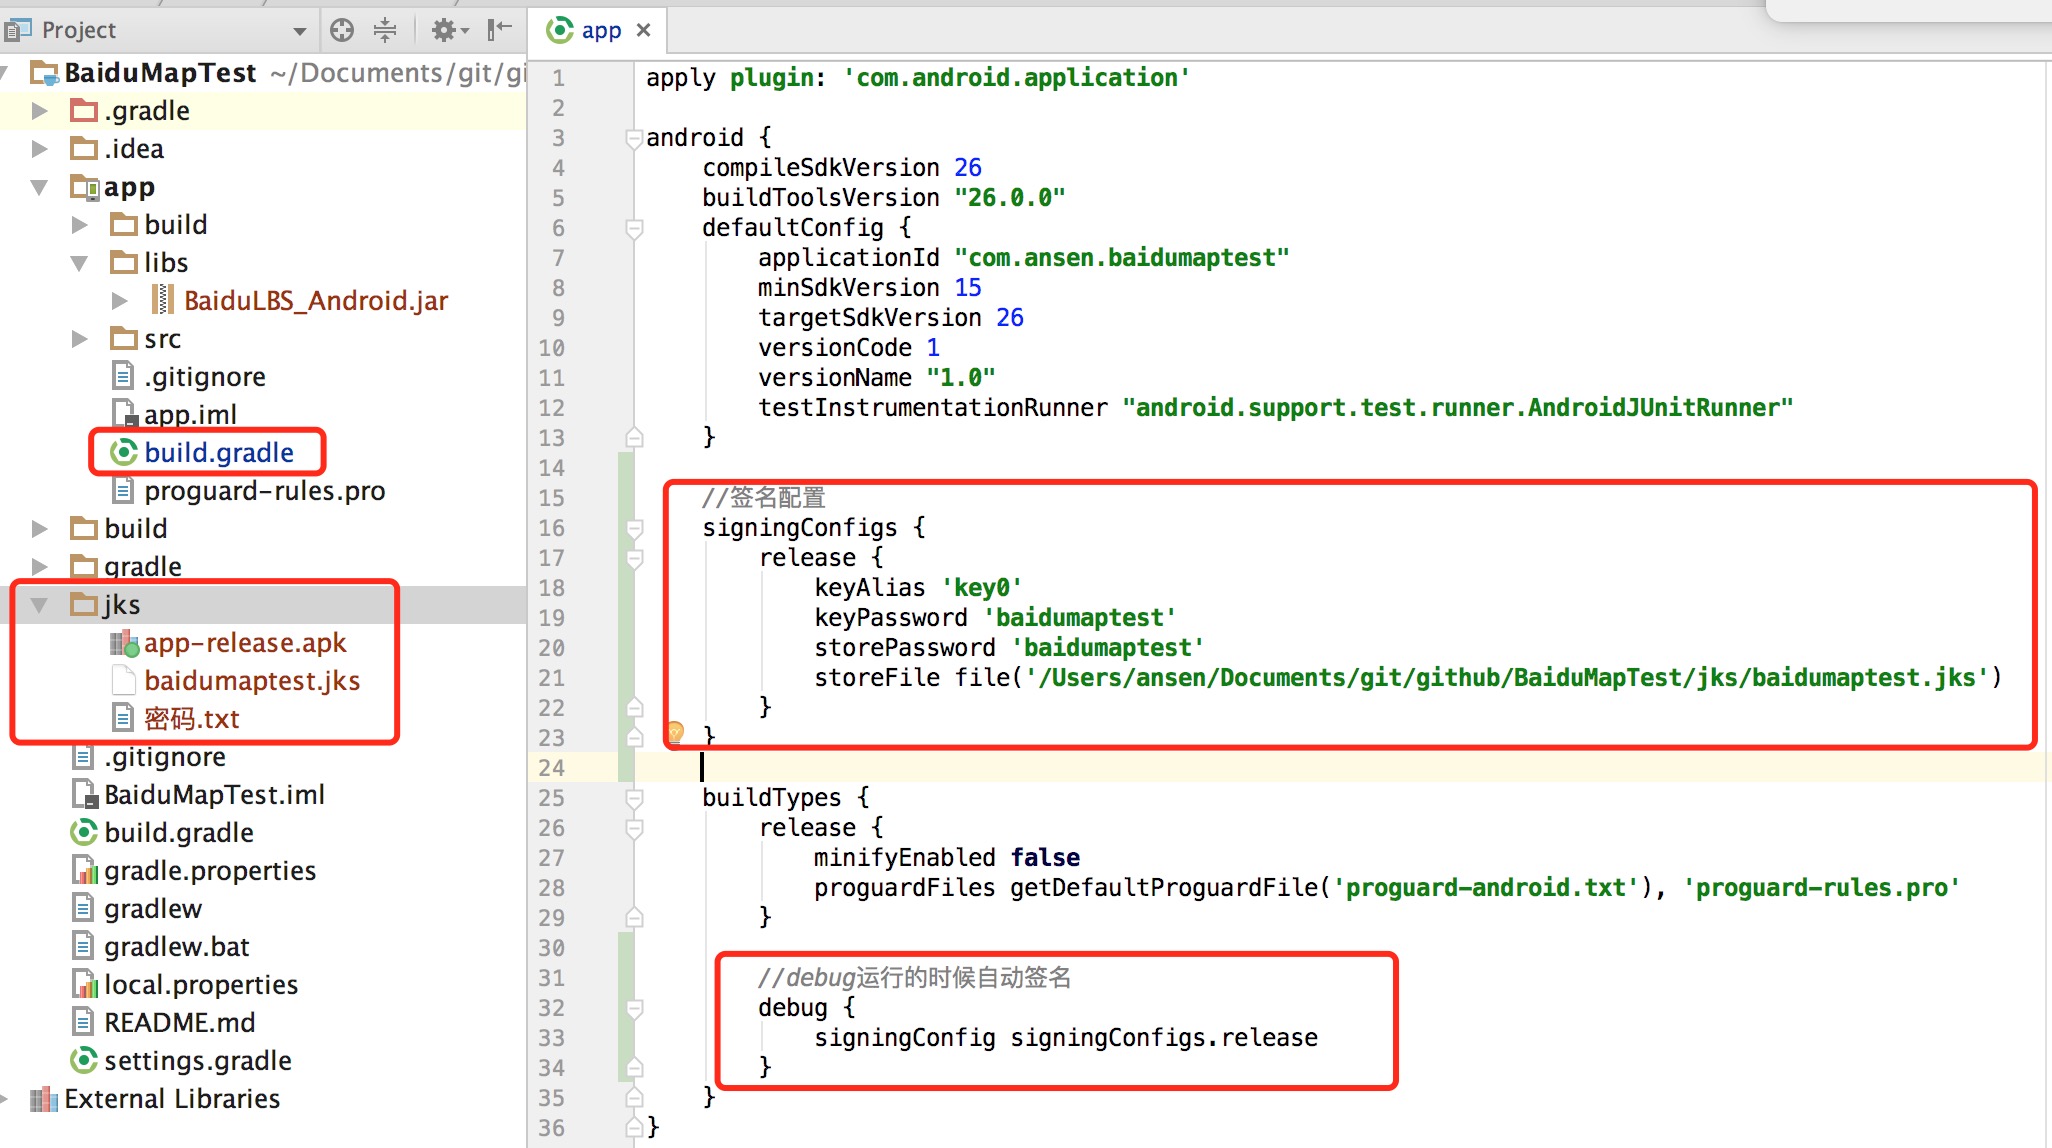 Project
BaiduMapTest ~/Documents/git/gi
.gradle
.idea
app
build
libs
BaiduLBS_Android.jar
src
.gitignore
app.iml
build.gradle
proguard-rules.pro
build
gradle
jks
app-release.apk
baidumaptest.jks
密码.txt
.gitignore
BaiduMapTest.iml
build.gradle
gradle.properties
gradlew
gradlew.bat
local.properties
README.md
settings.gradle
External Libraries
app
1 apply plugin: 'com.android.application'
2
3 android {
4 compileSdkVersion 26
5 buildToolsVersion "26.0.0"
6 defaultConfig {
7 applicationId "com.ansen.baidumaptest"
8 minSdkVersion 15
9 targetSdkVersion 26
10 versionCode 1
11 versionName "1.0"
12 testInstrumentationRunner "android.support.test.runner.AndroidJUnitRunner"
13 }
14
15 //签名配置
16 signingConfigs {
17 release {
18 keyAlias 'key0'
19 keyPassword 'baidumaptest'
20 storePassword 'baidumaptest'
21 storeFile file('/Users/ansen/Documents/git/github/BaiduMapTest/jks/baidumaptest.jks')
22 }
23 }
24
25 buildTypes {
26 release {
27 minifyEnabled false
28 proguardFiles getDefaultProguardFile('proguard-android.txt'), 'proguard-rules.pro'
29 }
30
31 //debug运行的时候自动签名
32 debug {
33 signingConfig signingConfigs.release
34 }
35 }
36 }